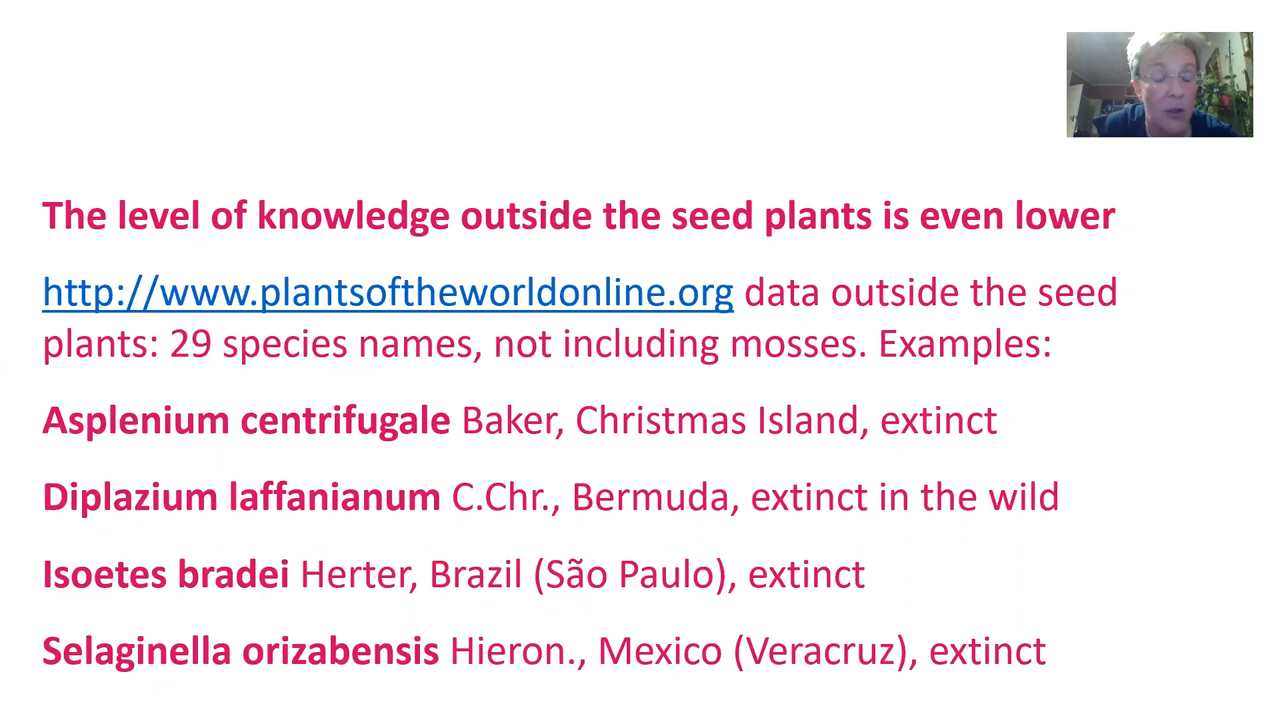 The level of knowledge outside the seed plants is even lower
http://www.plantsoftheworldonline.org data outside the seed
plants: 29 species names, not including mosses. Examples:
Asplenium centrifugale Baker, Christmas Island, extinct
Diplazium laffanianum C.Chr., Bermuda, extinct in the wild
Isoetes bradei Herter, Brazil (São Paulo), extinct
Selaginella orizabensis Hieron., Mexico (Veracruz), extinct